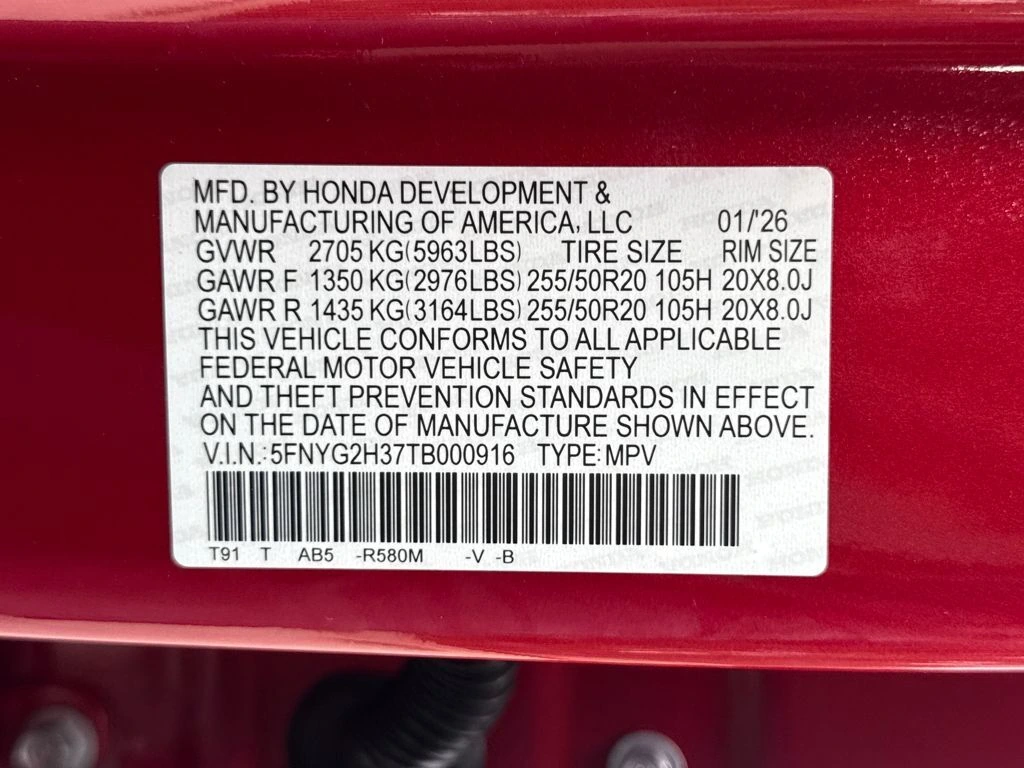 MFD. BY HONDA DEVELOPMENT &
MANUFACTURING OF AMERICA, LLC 01/'26
GVWR 2705 KG(5963LBS) TIRE SIZE RIM SIZE
GAWR F 1350 KG(2976LBS) 255/50R20 105H 20X8.0J
GAWR R 1435 KG(3164LBS) 255/50R20 105H 20X8.0J
THIS VEHICLE CONFORMS TO ALL APPLICABLE
FEDERAL MOTOR VEHICLE SAFETY
AND THEFT PREVENTION STANDARDS IN EFFECT
ON THE DATE OF MANUFACTURE SHOWN ABOVE.
V.I.N.:5FNYG2H37TB000916 TYPE:MPV
T91 T AB5 -R580M -V -B